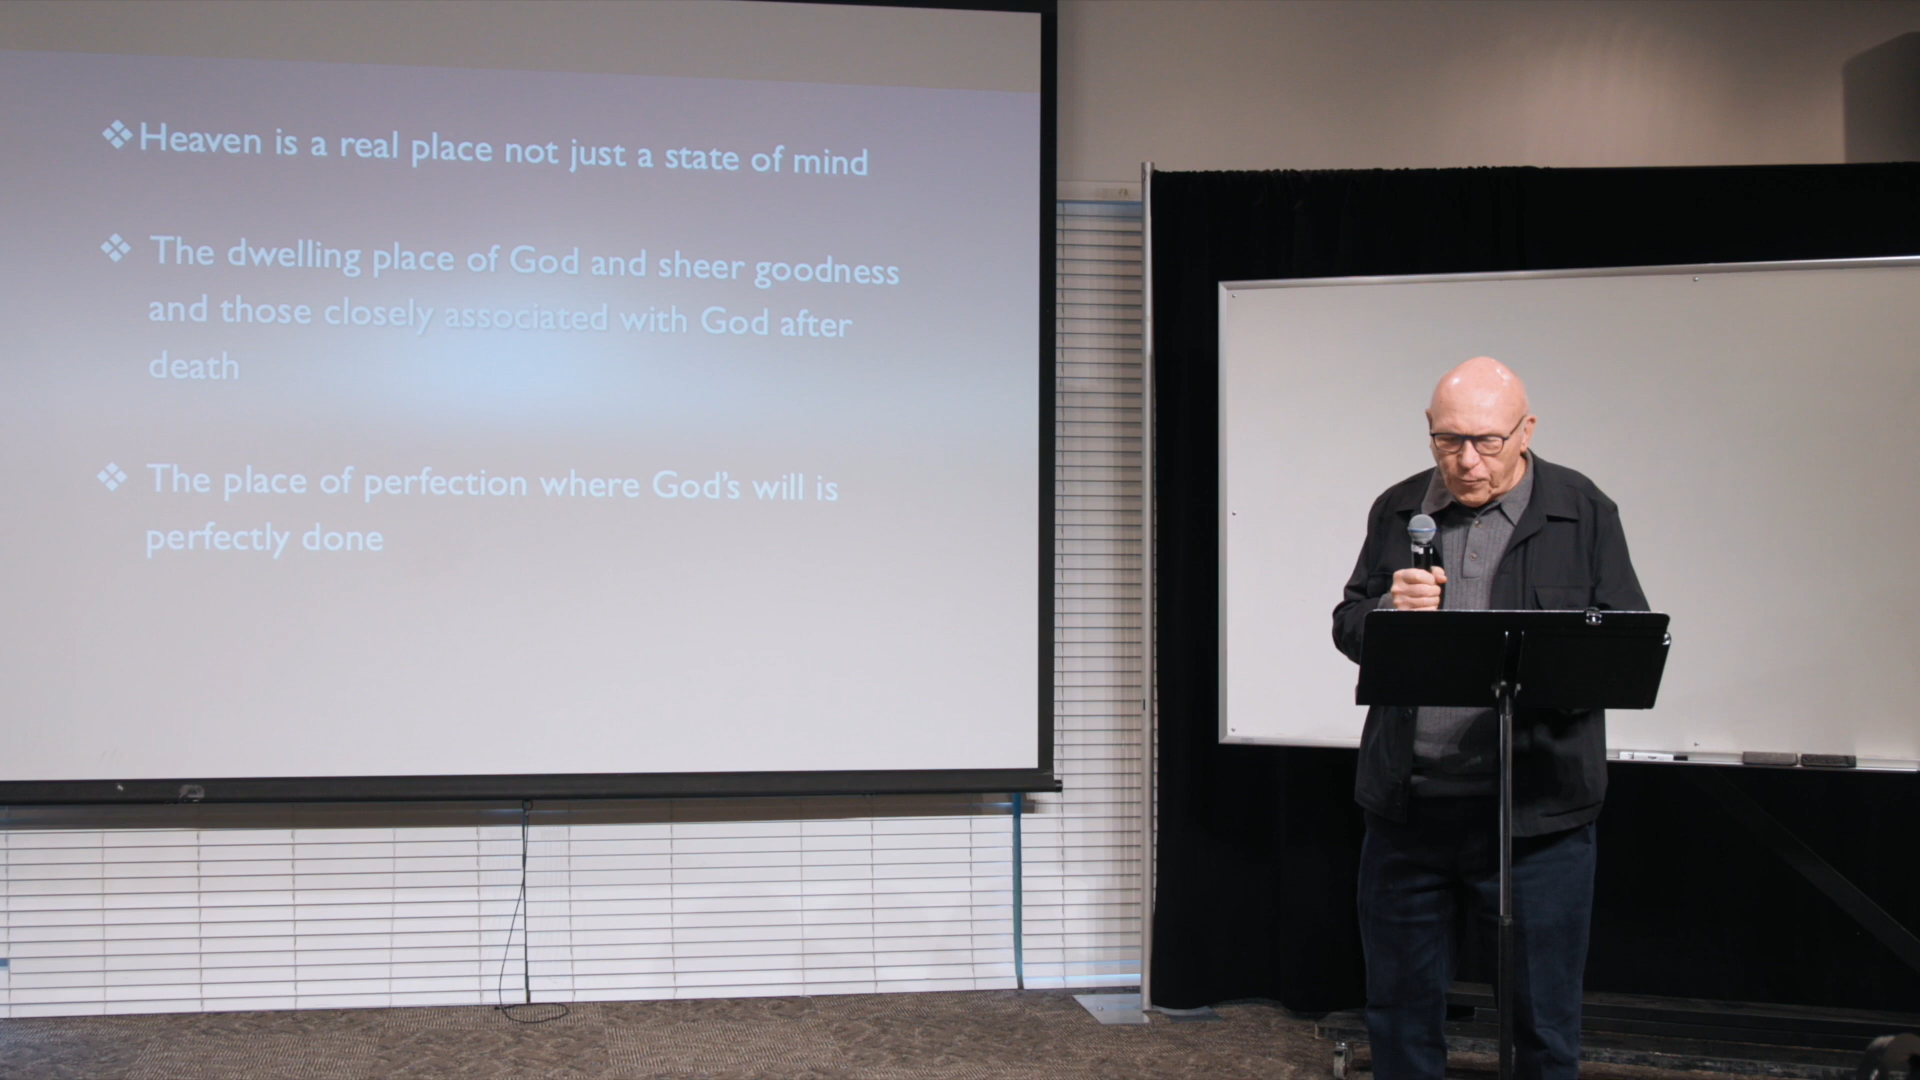 ❖Heaven is a real place not just a state of mind
❖ The dwelling place of God and sheer goodness
and those closely associated with God after
death
❖ The place of perfection where God's will is
perfectly done